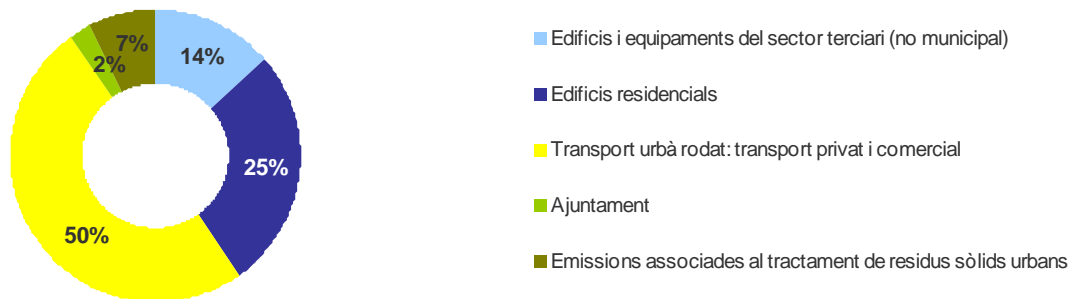 7%
14%
2%
25%
50%
Edificis i equipaments del sector terciari (no municipal)
Edificis residencials
Transport urbà rodat: transport privat i comercial
Ajuntament
Emissions associades al tractament de residus sòlids urbans